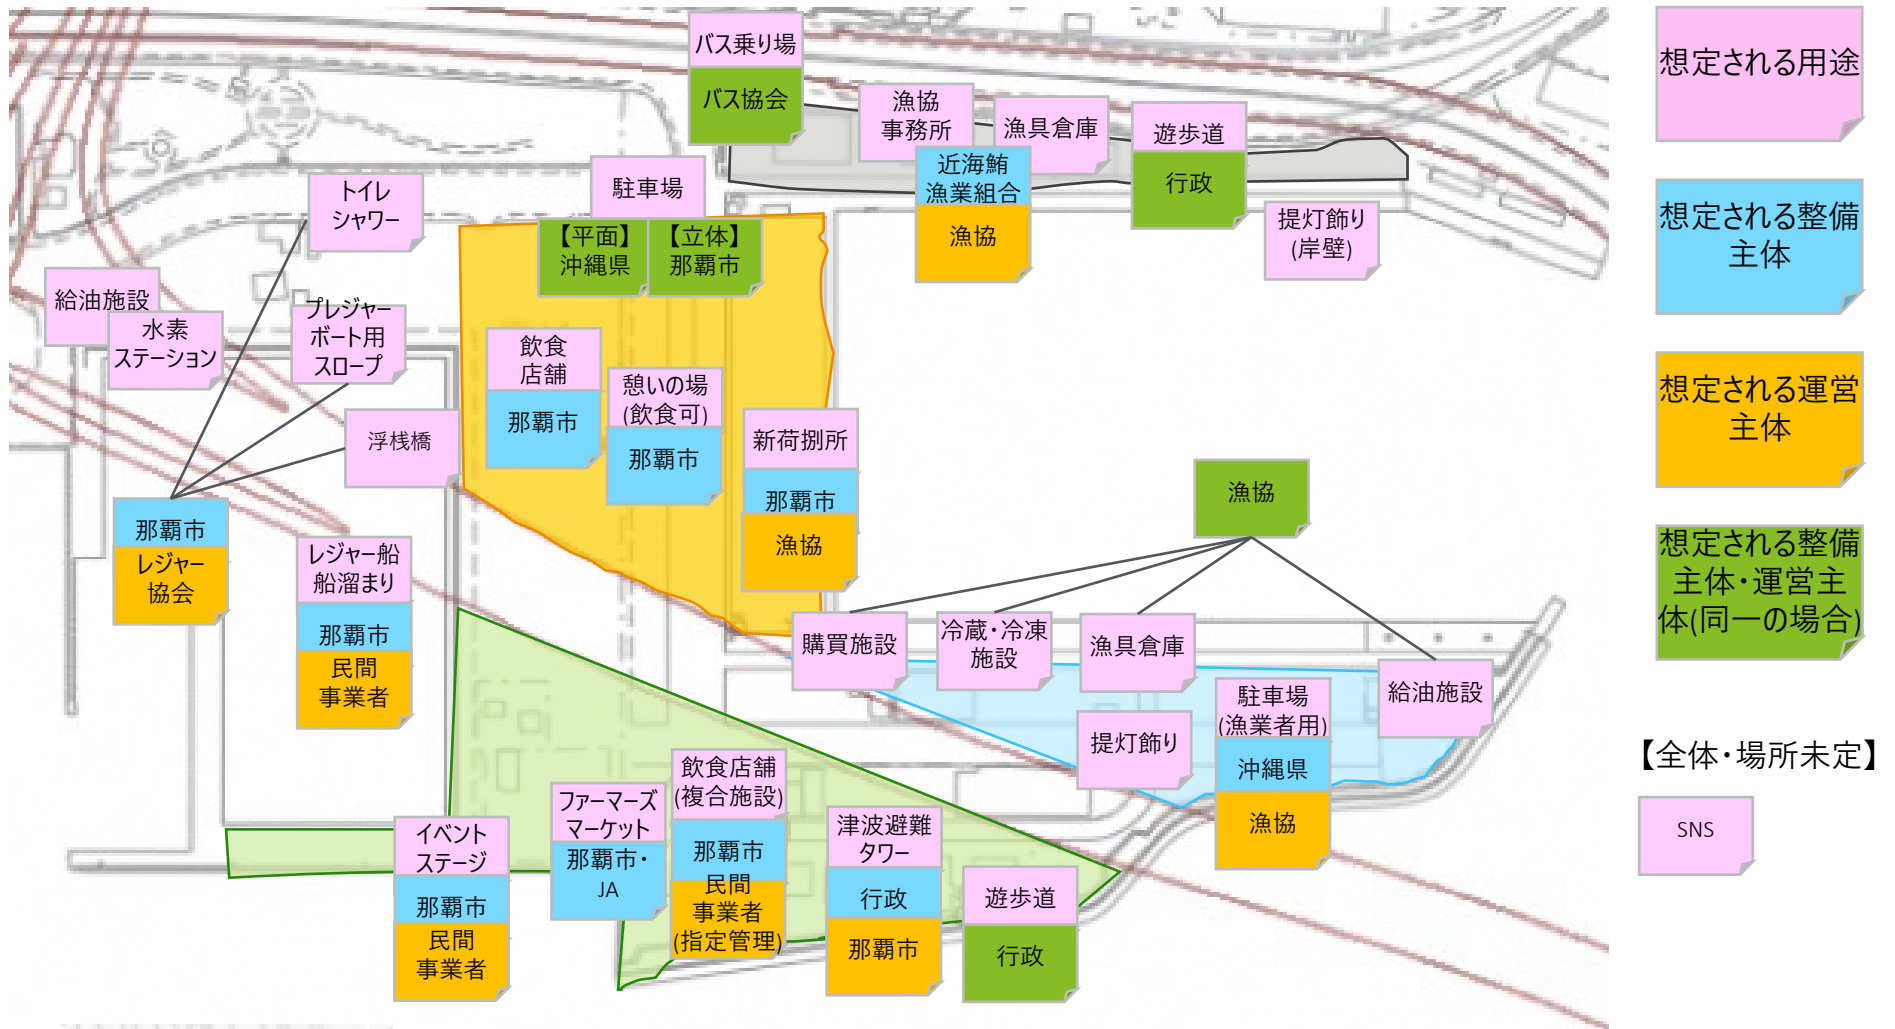 バス乗り場
バス協会
漁協
事務所
漁具倉庫
近海鮪
漁業組合
漁協
遊歩道
行政
提灯飾り
(岸壁)
トイレ
シャワー
駐車場
【平面】
沖縄県
【立体】
那覇市
給油施設
水素
ステーション
プレジャー
ボート用
スロープ
浮桟橋
那覇市
レジャー
協会
レジャー船
船溜まり
那覇市
民間
事業者
飲食
店舗
那覇市
憩いの場
(飲食可)
那覇市
新荷捌所
那覇市
漁協
漁協
購買施設
冷蔵・冷凍
施設
漁具倉庫
給油施設
提灯飾り
駐車場
(漁業者用)
沖縄県
漁協
イベント
ステージ
那覇市
民間
事業者
ファーマーズ
マーケット
那覇市・
JA
飲食店舗
(複合施設)
那覇市
民間
事業者
(指定管理)
津波避難
タワー
行政
那覇市
遊歩道
行政
想定される用途
想定される整備
主体
想定される運営
主体
想定される整備
主体・運営主
体(同一の場合)
【全体・場所未定】
SNS